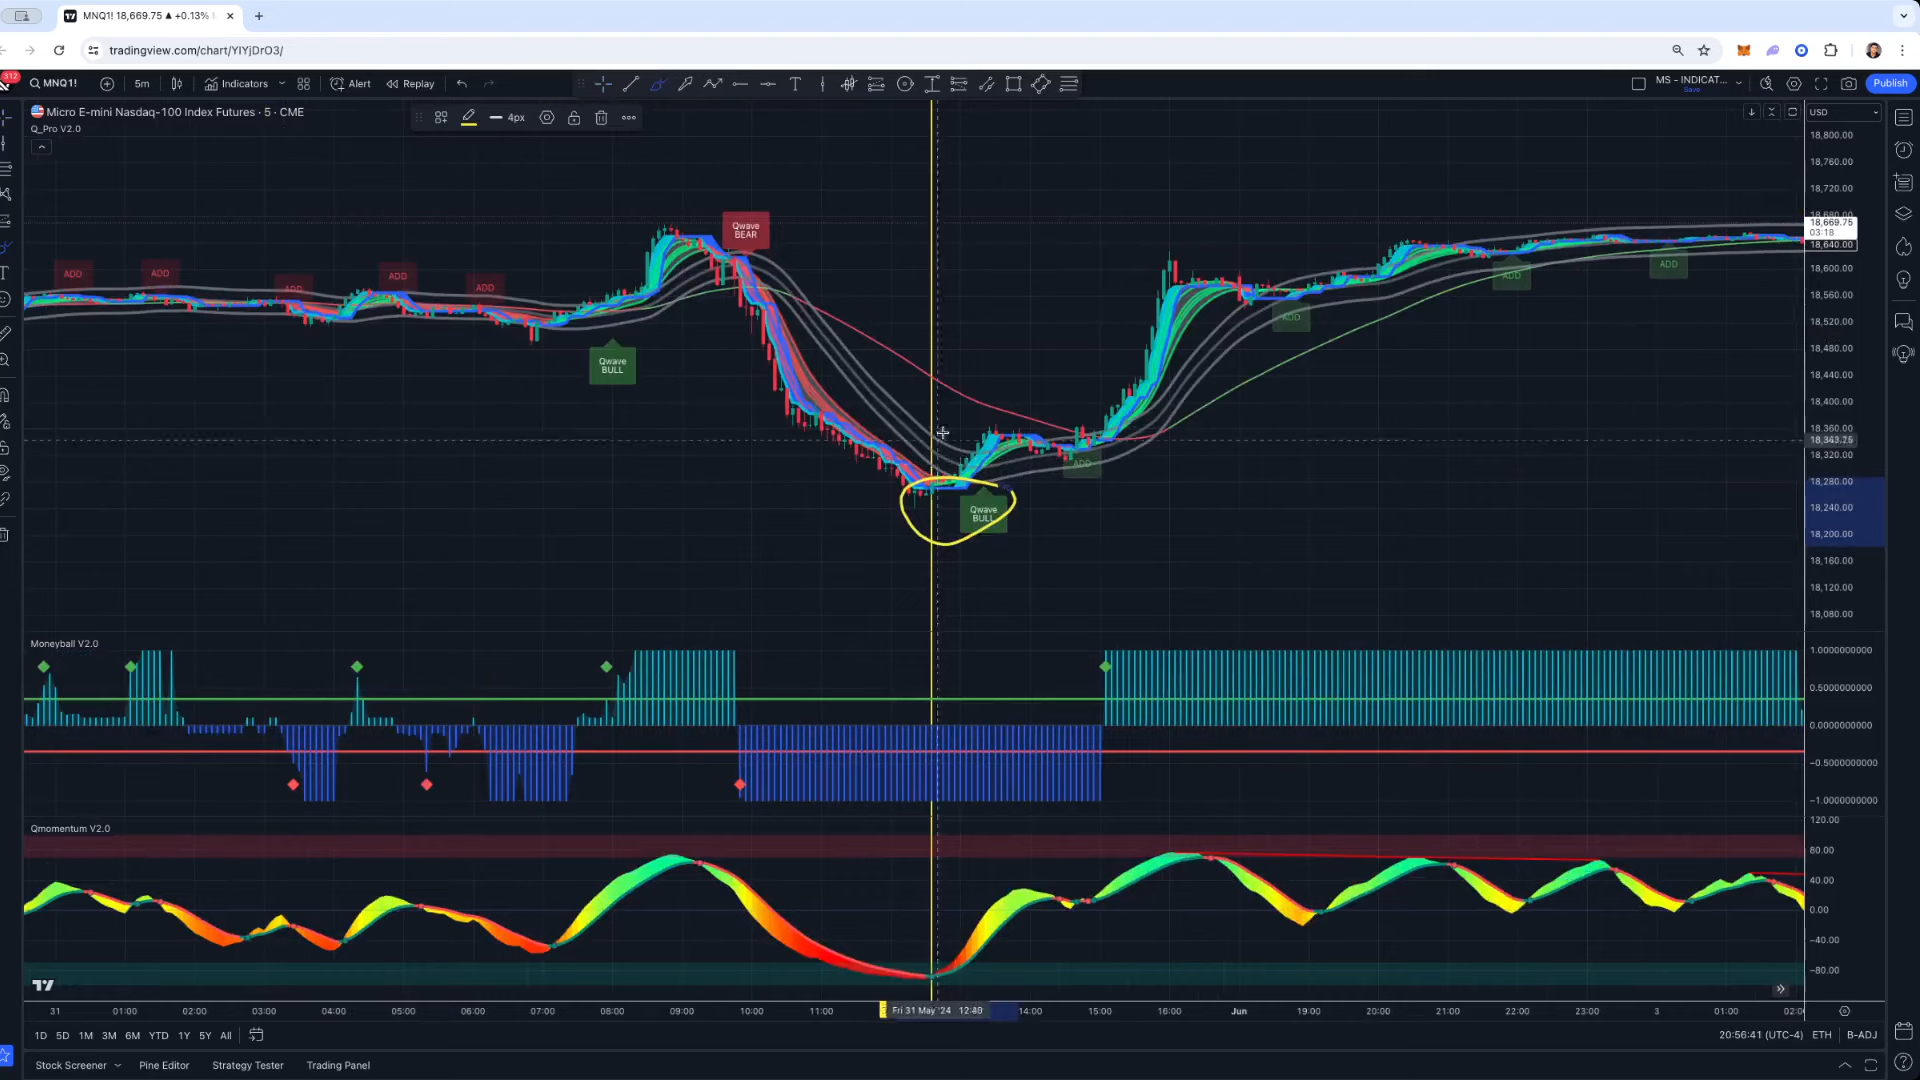 MNQ1! 18,669.75 ▲ +0.13%
tradingview.com/chart/YIYjDrO3/
312
MNQ1!
5m
Indicators
Alert
Replay
MS - INDICAT...
Save
Publish
Micro E-mini Nasdaq-100 Index Futures · 5 · CME
Q_Pro V2.0
4px
USD
18,800.00
18,760.00
18,720.00
18,680.00
18,669.75
03:18
18,640.00
18,600.00
18,560.00
18,520.00
18,480.00
18,440.00
18,400.00
18,360.00
18,343.25
18,320.00
18,280.00
18,240.00
18,200.00
18,160.00
18,120.00
18,080.00
ADD
ADD
ADD
ADD
ADD
Qwave
BULL
Qwave
BEAR
Qwave
BULL
ADD
ADD
ADD
ADD
Moneyball V2.0
1.0000000000
0.5000000000
0.0000000000
−0.5000000000
−1.0000000000
Qmomentum V2.0
120.00
80.00
40.00
0.00
−40.00
−80.00
31
01:00
02:00
03:00
04:00
05:00
06:00
07:00
08:00
09:00
10:00
11:00
Fri 31 May '24 12:40
14:00
15:00
16:00
Jun
19:00
20:00
21:00
22:00
23:00
3
01:00
1D
5D
1M
3M
6M
YTD
1Y
5Y
All
20:56:41 (UTC-4)
ETH
B-ADJ
Stock Screener
Pine Editor
Strategy Tester
Trading Panel